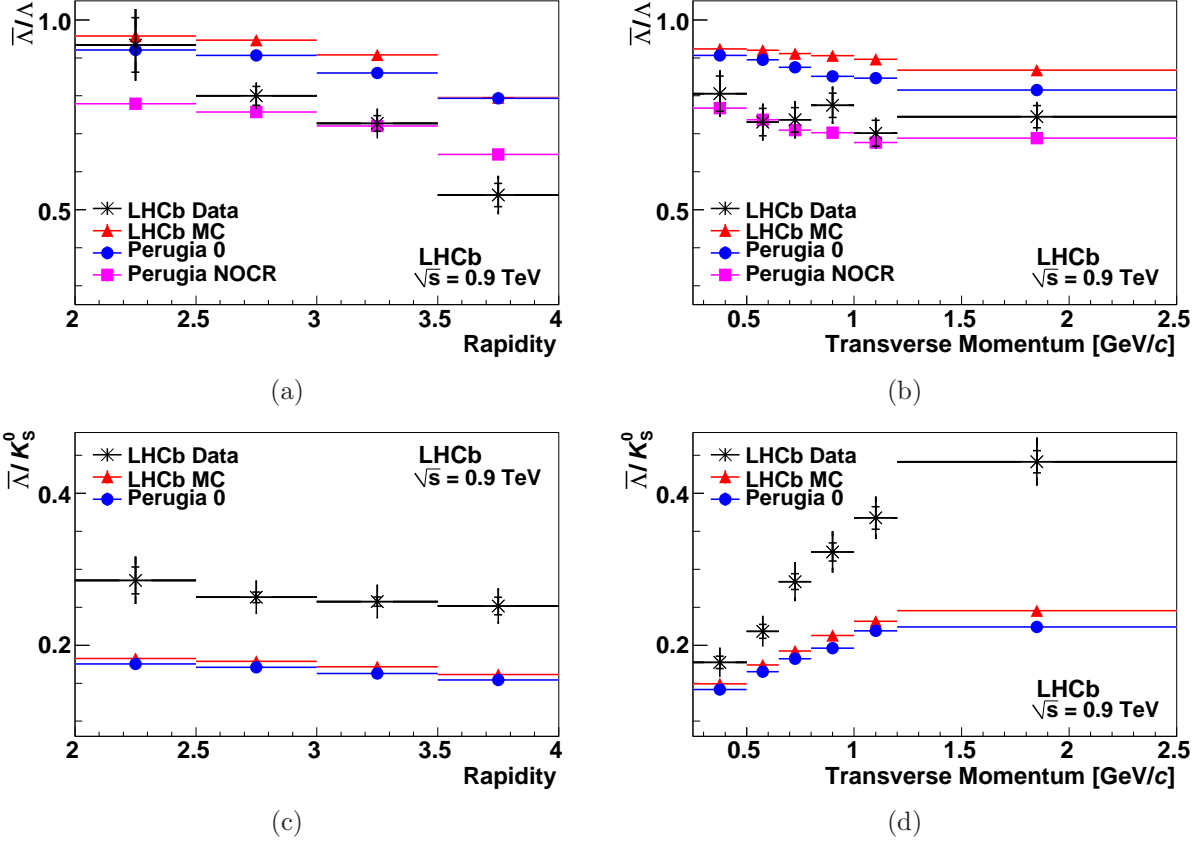 Λ̅/Λ
1.0
0.5
LHCb Data
LHCb MC
Perugia 0
Perugia NOCR
LHCb
√s = 0.9 TeV
2 2.5 3 3.5 4
Rapidity
(a)
Λ̅/Λ
1.0
0.5
LHCb Data
LHCb MC
Perugia 0
Perugia NOCR
LHCb
√s = 0.9 TeV
0.5 1 1.5 2 2.5
Transverse Momentum [GeV/c]
(b)
Λ̅/K⁰S
0.4
0.2
LHCb Data
LHCb MC
Perugia 0
LHCb
√s = 0.9 TeV
2 2.5 3 3.5 4
Rapidity
(c)
Λ̅/K⁰S
0.4
0.2
LHCb Data
LHCb MC
Perugia 0
LHCb
√s = 0.9 TeV
0.5 1 1.5 2 2.5
Transverse Momentum [GeV/c]
(d)